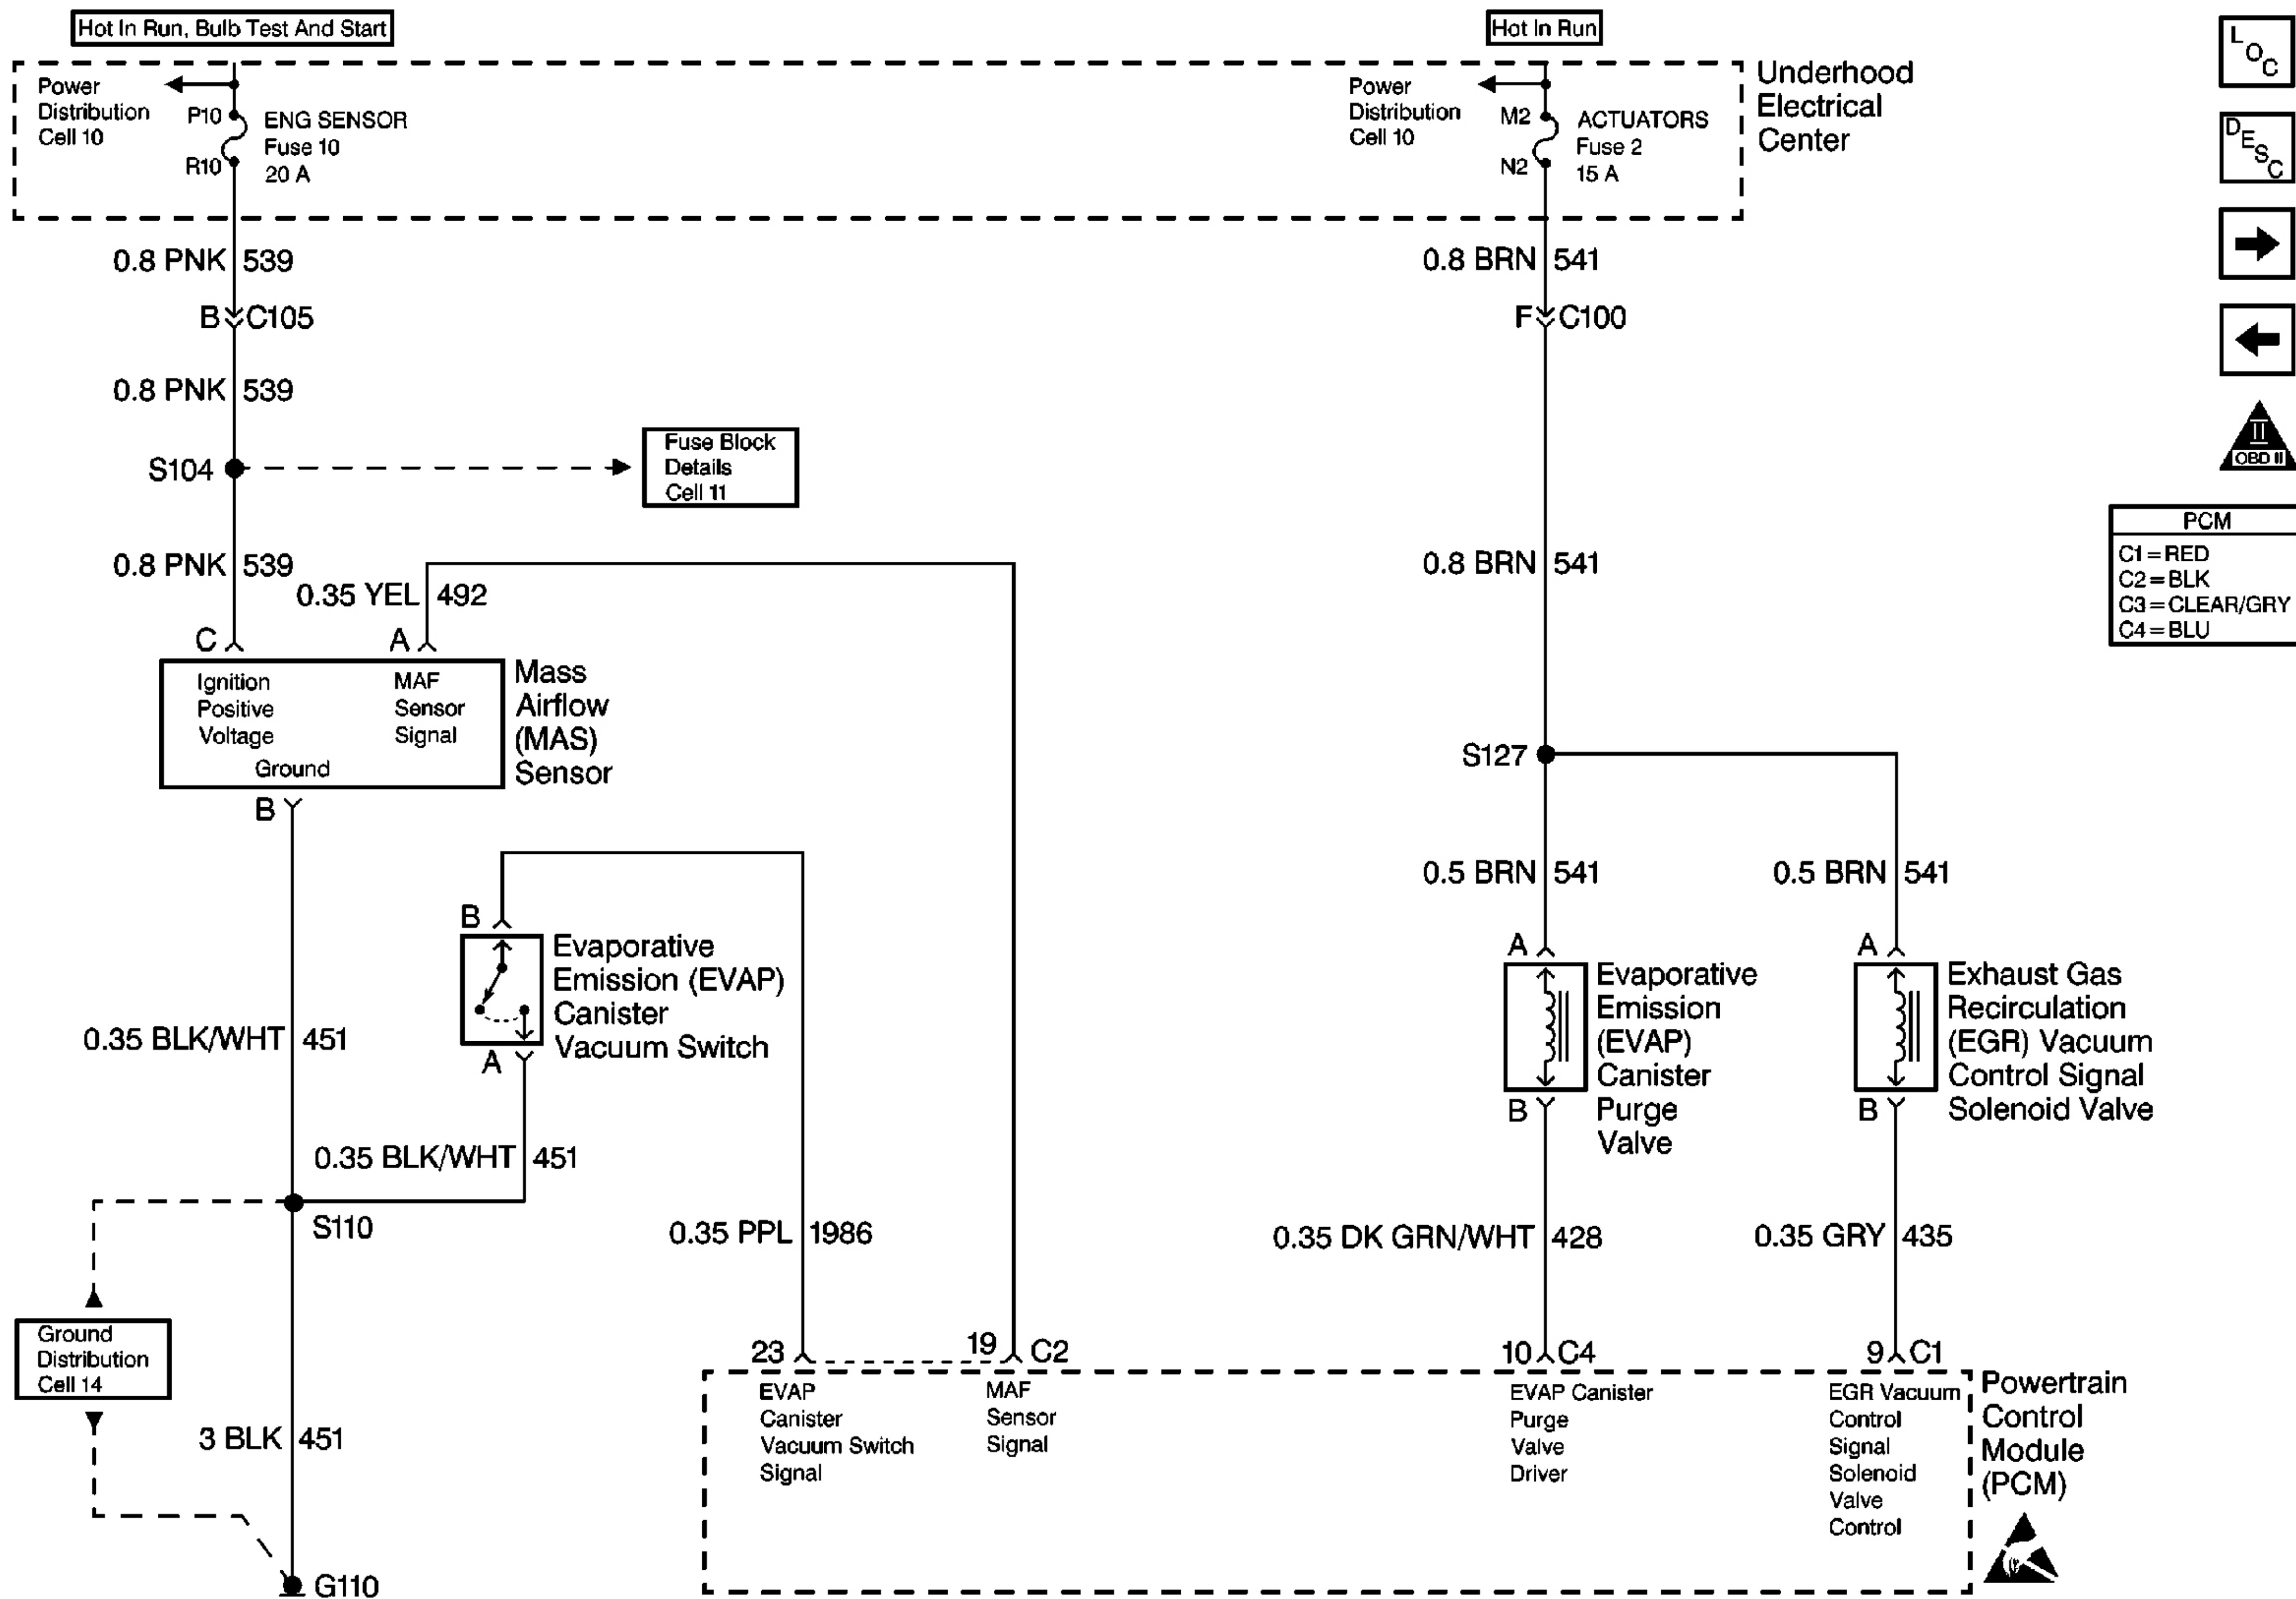 Hot In Run, Bulb Test And Start
Hot In Run
Power
Distribution
Cell 10
P10
R10
ENG SENSOR
Fuse 10
20 A
Power
Distribution
Cell 10
M2
N2
ACTUATORS
Fuse 2
15 A
Underhood
Electrical
Center
LOC
DESC
II
OBD II
PCM
C1=RED
C2=BLK
C3=CLEAR/GRY
C4=BLU
0.8 PNK 539
B C105
0.8 PNK 539
S104
Fuse Block
Details
Cell 11
0.8 PNK 539
0.35 YEL 492
C
A
Ignition
Positive
Voltage
MAF
Sensor
Signal
Ground
Mass
Airflow
(MAS)
Sensor
B
0.8 BRN 541
F C100
0.8 BRN 541
S127
0.5 BRN 541
0.5 BRN 541
B
Evaporative
Emission (EVAP)
Canister
Vacuum Switch
A
A
Evaporative
Emission
(EVAP)
Canister
Purge
Valve
B
A
Exhaust Gas
Recirculation
(EGR) Vacuum
Control Signal
Solenoid Valve
B
0.35 BLK/WHT 451
0.35 BLK/WHT 451
S110
0.35 PPL 1986
0.35 DK GRN/WHT 428
0.35 GRY 435
Ground
Distribution
Cell 14
3 BLK 451
G110
23
19 C2
10 C4
9 C1
EVAP
Canister
Vacuum Switch
Signal
MAF
Sensor
Signal
EVAP Canister
Purge
Valve
Driver
EGR Vacuum
Control
Signal
Solenoid
Valve
Control
Powertrain
Control
Module
(PCM)